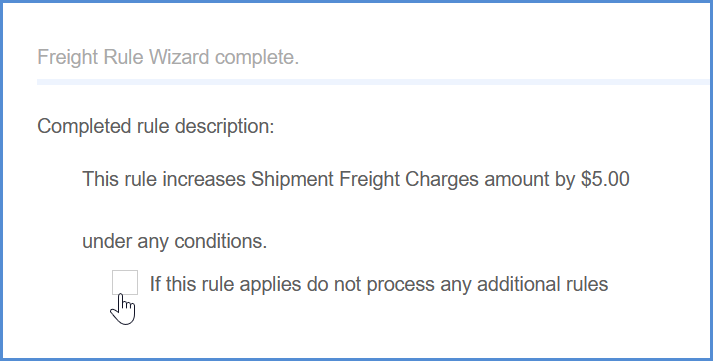 Freight Rule Wizard complete.
Completed rule description:
This rule increases Shipment Freight Charges amount by $5.00
under any conditions.
If this rule applies do not process any additional rules